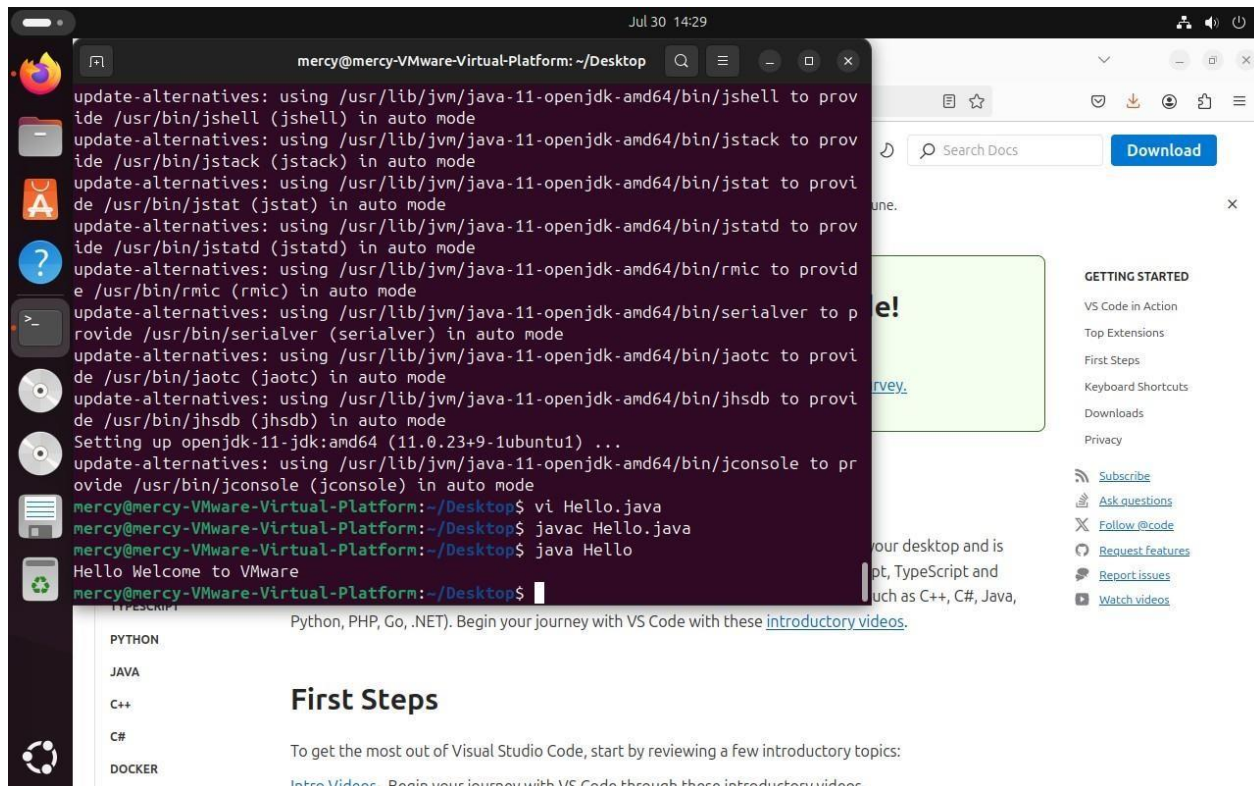 Jul 30 14:29
mercy@mercy-VMware-Virtual-Platform: ~/Desktop
update-alternatives: using /usr/lib/jvm/java-11-openjdk-amd64/bin/jshell to prov
ide /usr/bin/jshell (jshell) in auto mode
update-alternatives: using /usr/lib/jvm/java-11-openjdk-amd64/bin/jstack to prov
ide /usr/bin/jstack (jstack) in auto mode
update-alternatives: using /usr/lib/jvm/java-11-openjdk-amd64/bin/jstat to provi
de /usr/bin/jstat (jstat) in auto mode
update-alternatives: using /usr/lib/jvm/java-11-openjdk-amd64/bin/jstatd to prov
ide /usr/bin/jstatd (jstatd) in auto mode
update-alternatives: using /usr/lib/jvm/java-11-openjdk-amd64/bin/rmic to provid
e /usr/bin/rmic (rmic) in auto mode
update-alternatives: using /usr/lib/jvm/java-11-openjdk-amd64/bin/serialver to p
rovide /usr/bin/serialver (serialver) in auto mode
update-alternatives: using /usr/lib/jvm/java-11-openjdk-amd64/bin/jaotc to provi
de /usr/bin/jaotc (jaotc) in auto mode
update-alternatives: using /usr/lib/jvm/java-11-openjdk-amd64/bin/jhsdb to provi
de /usr/bin/jhsdb (jhsdb) in auto mode
Setting up openjdk-11-jdk:amd64 (11.0.23+9-1ubuntu1) ...
update-alternatives: using /usr/lib/jvm/java-11-openjdk-amd64/bin/jconsole to pr
ovide /usr/bin/jconsole (jconsole) in auto mode
mercy@mercy-VMware-Virtual-Platform:~/Desktop$ vi Hello.java
mercy@mercy-VMware-Virtual-Platform:~/Desktop$ javac Hello.java
mercy@mercy-VMware-Virtual-Platform:~/Desktop$ java Hello
Hello Welcome to VMware
mercy@mercy-VMware-Virtual-Platform:~/Desktop$
Search Docs
Download
une.
e!
rvey.
your desktop and is
pt, TypeScript and
uch as C++, C#, Java,
Python, PHP, Go, .NET). Begin your journey with VS Code with these introductory videos.
First Steps
To get the most out of Visual Studio Code, start by reviewing a few introductory topics:
Intro Videos - Begin your journey with VS Code through these introductory videos.
TYPESCRIPT
PYTHON
JAVA
C++
C#
DOCKER
GETTING STARTED
VS Code in Action
Top Extensions
First Steps
Keyboard Shortcuts
Downloads
Privacy
Subscribe
Ask questions
Follow @code
Request features
Report issues
Watch videos